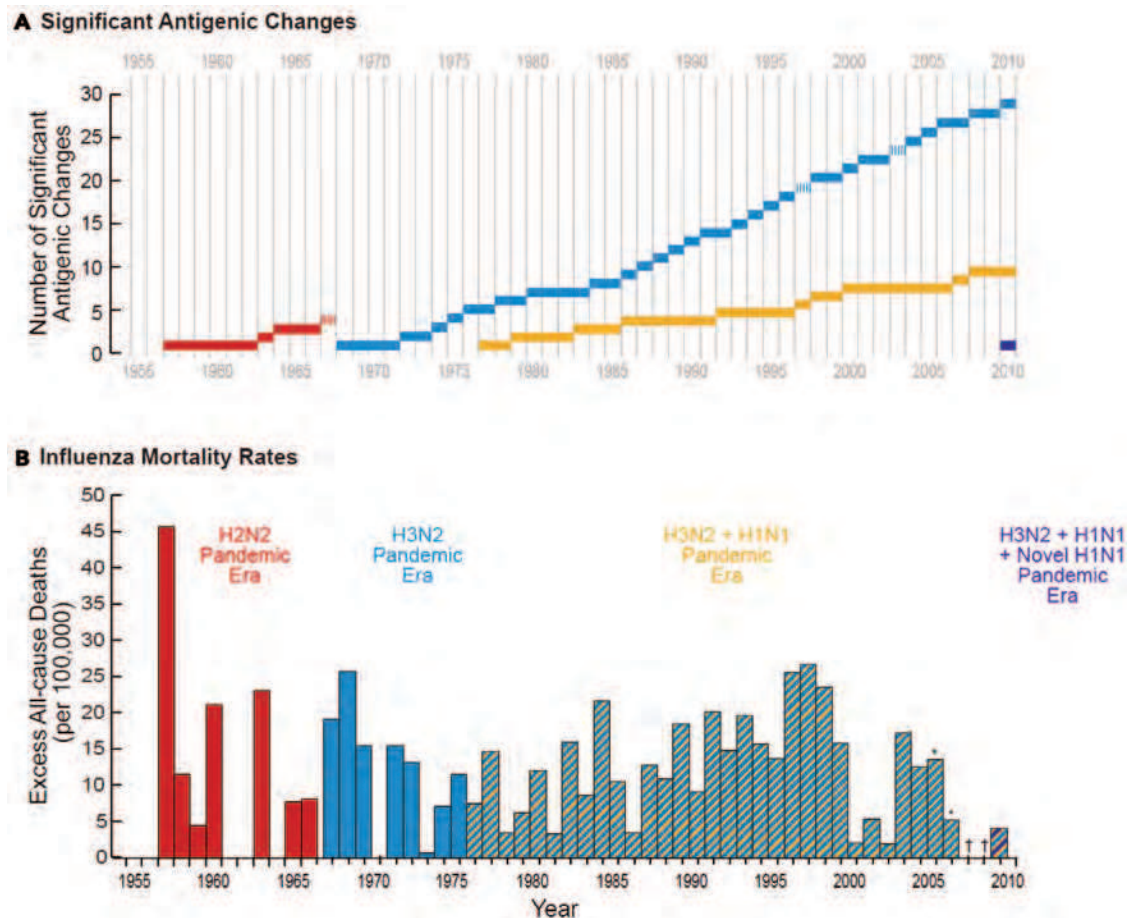 A Significant Antigenic Changes
1955 1960 1965 1970 1975 1980 1985 1990 1995 2000 2005 2010
30
25
20
15
10
5
0
Number of Significant
Antigenic Changes
1955 1960 1965 1970 1975 1980 1985 1990 1995 2000 2005 2010
B Influenza Mortality Rates
50
45
40
35
30
25
20
15
10
5
0
Excess All-cause Deaths
(per 100,000)
H2N2
Pandemic
Era
H3N2
Pandemic
Era
H3N2 + H1N1
Pandemic
Era
H3N2 + H1N1
+ Novel H1N1
Pandemic
Era
* *
† †
1955 1960 1965 1970 1975 1980 1985 1990 1995 2000 2005 2010
Year